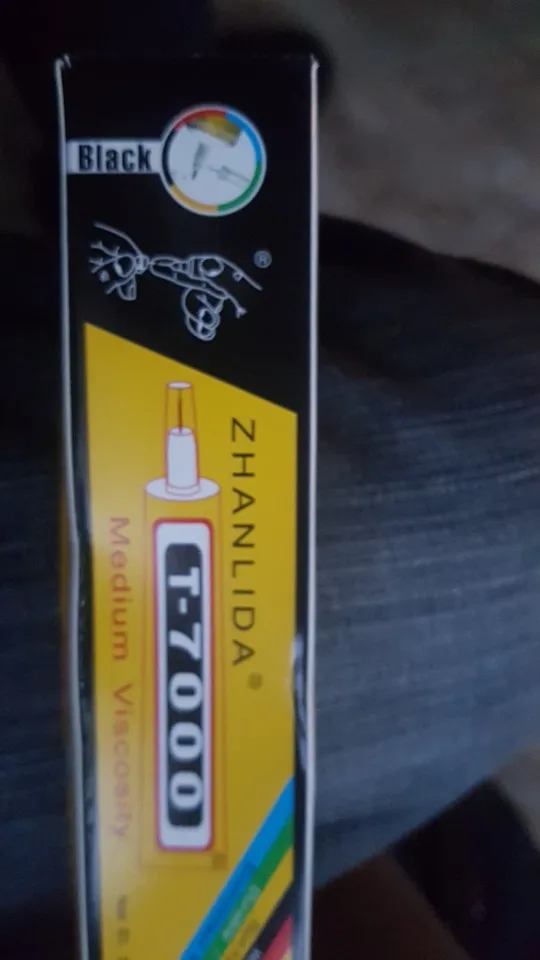 Black
®
ZHANLIDA®
T-7000
Medium Viscosity